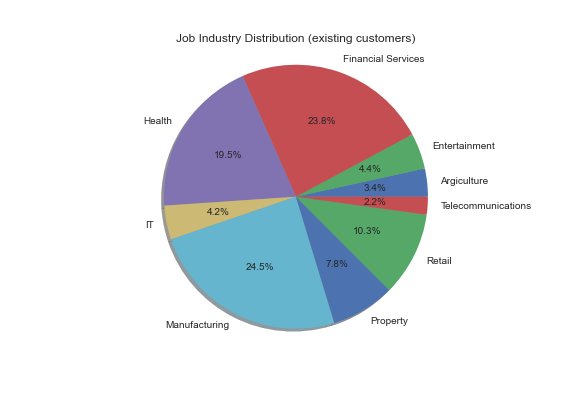 Job Industry Distribution (existing customers)
Financial Services
23.8%
Health
19.5%
Entertainment
4.4%
Argiculture
3.4%
Telecommunications
2.2%
IT
4.2%
Retail
10.3%
Manufacturing
24.5%
Property
7.8%